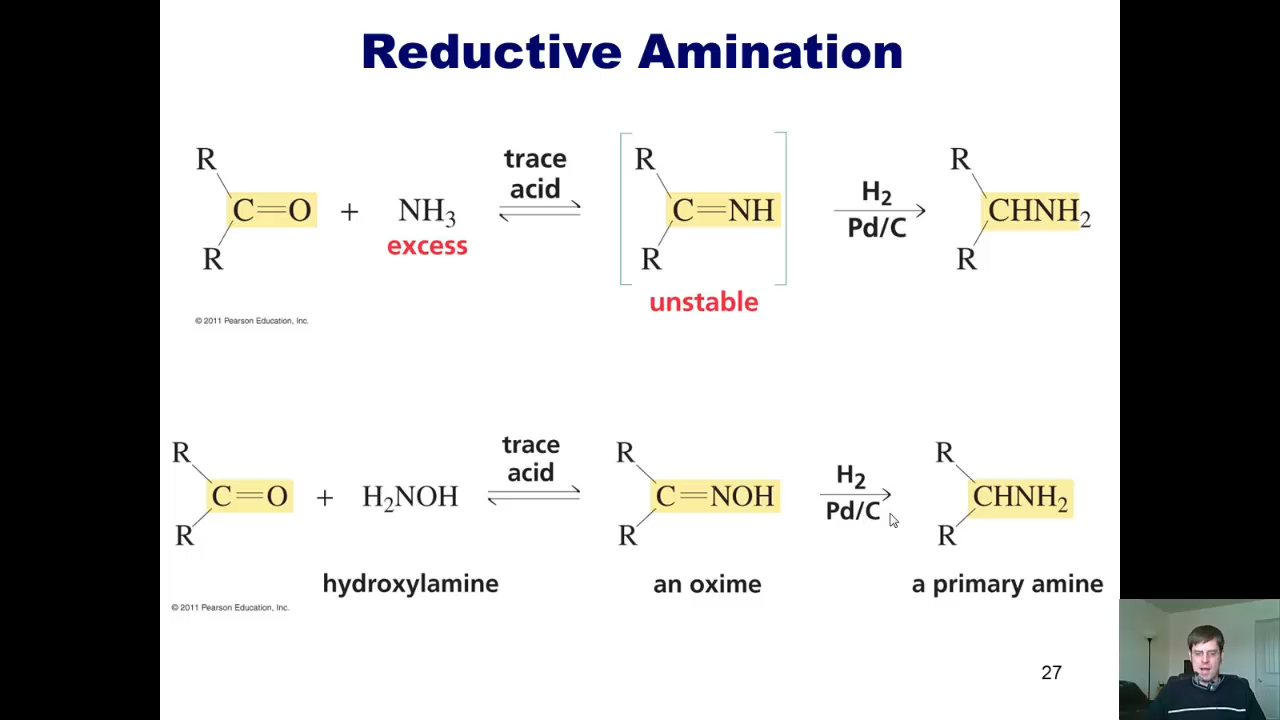 Reductive Amination
R
C=O
R
+
NH₃
excess
trace
acid
R
C=NH
R
unstable
H₂
Pd/C
R
CHNH₂
R
© 2011 Pearson Education, Inc.
R
C=O
R
+
H₂NOH
hydroxylamine
trace
acid
R
C=NOH
R
an oxime
H₂
Pd/C
R
CHNH₂
R
a primary amine
© 2011 Pearson Education, Inc.
27